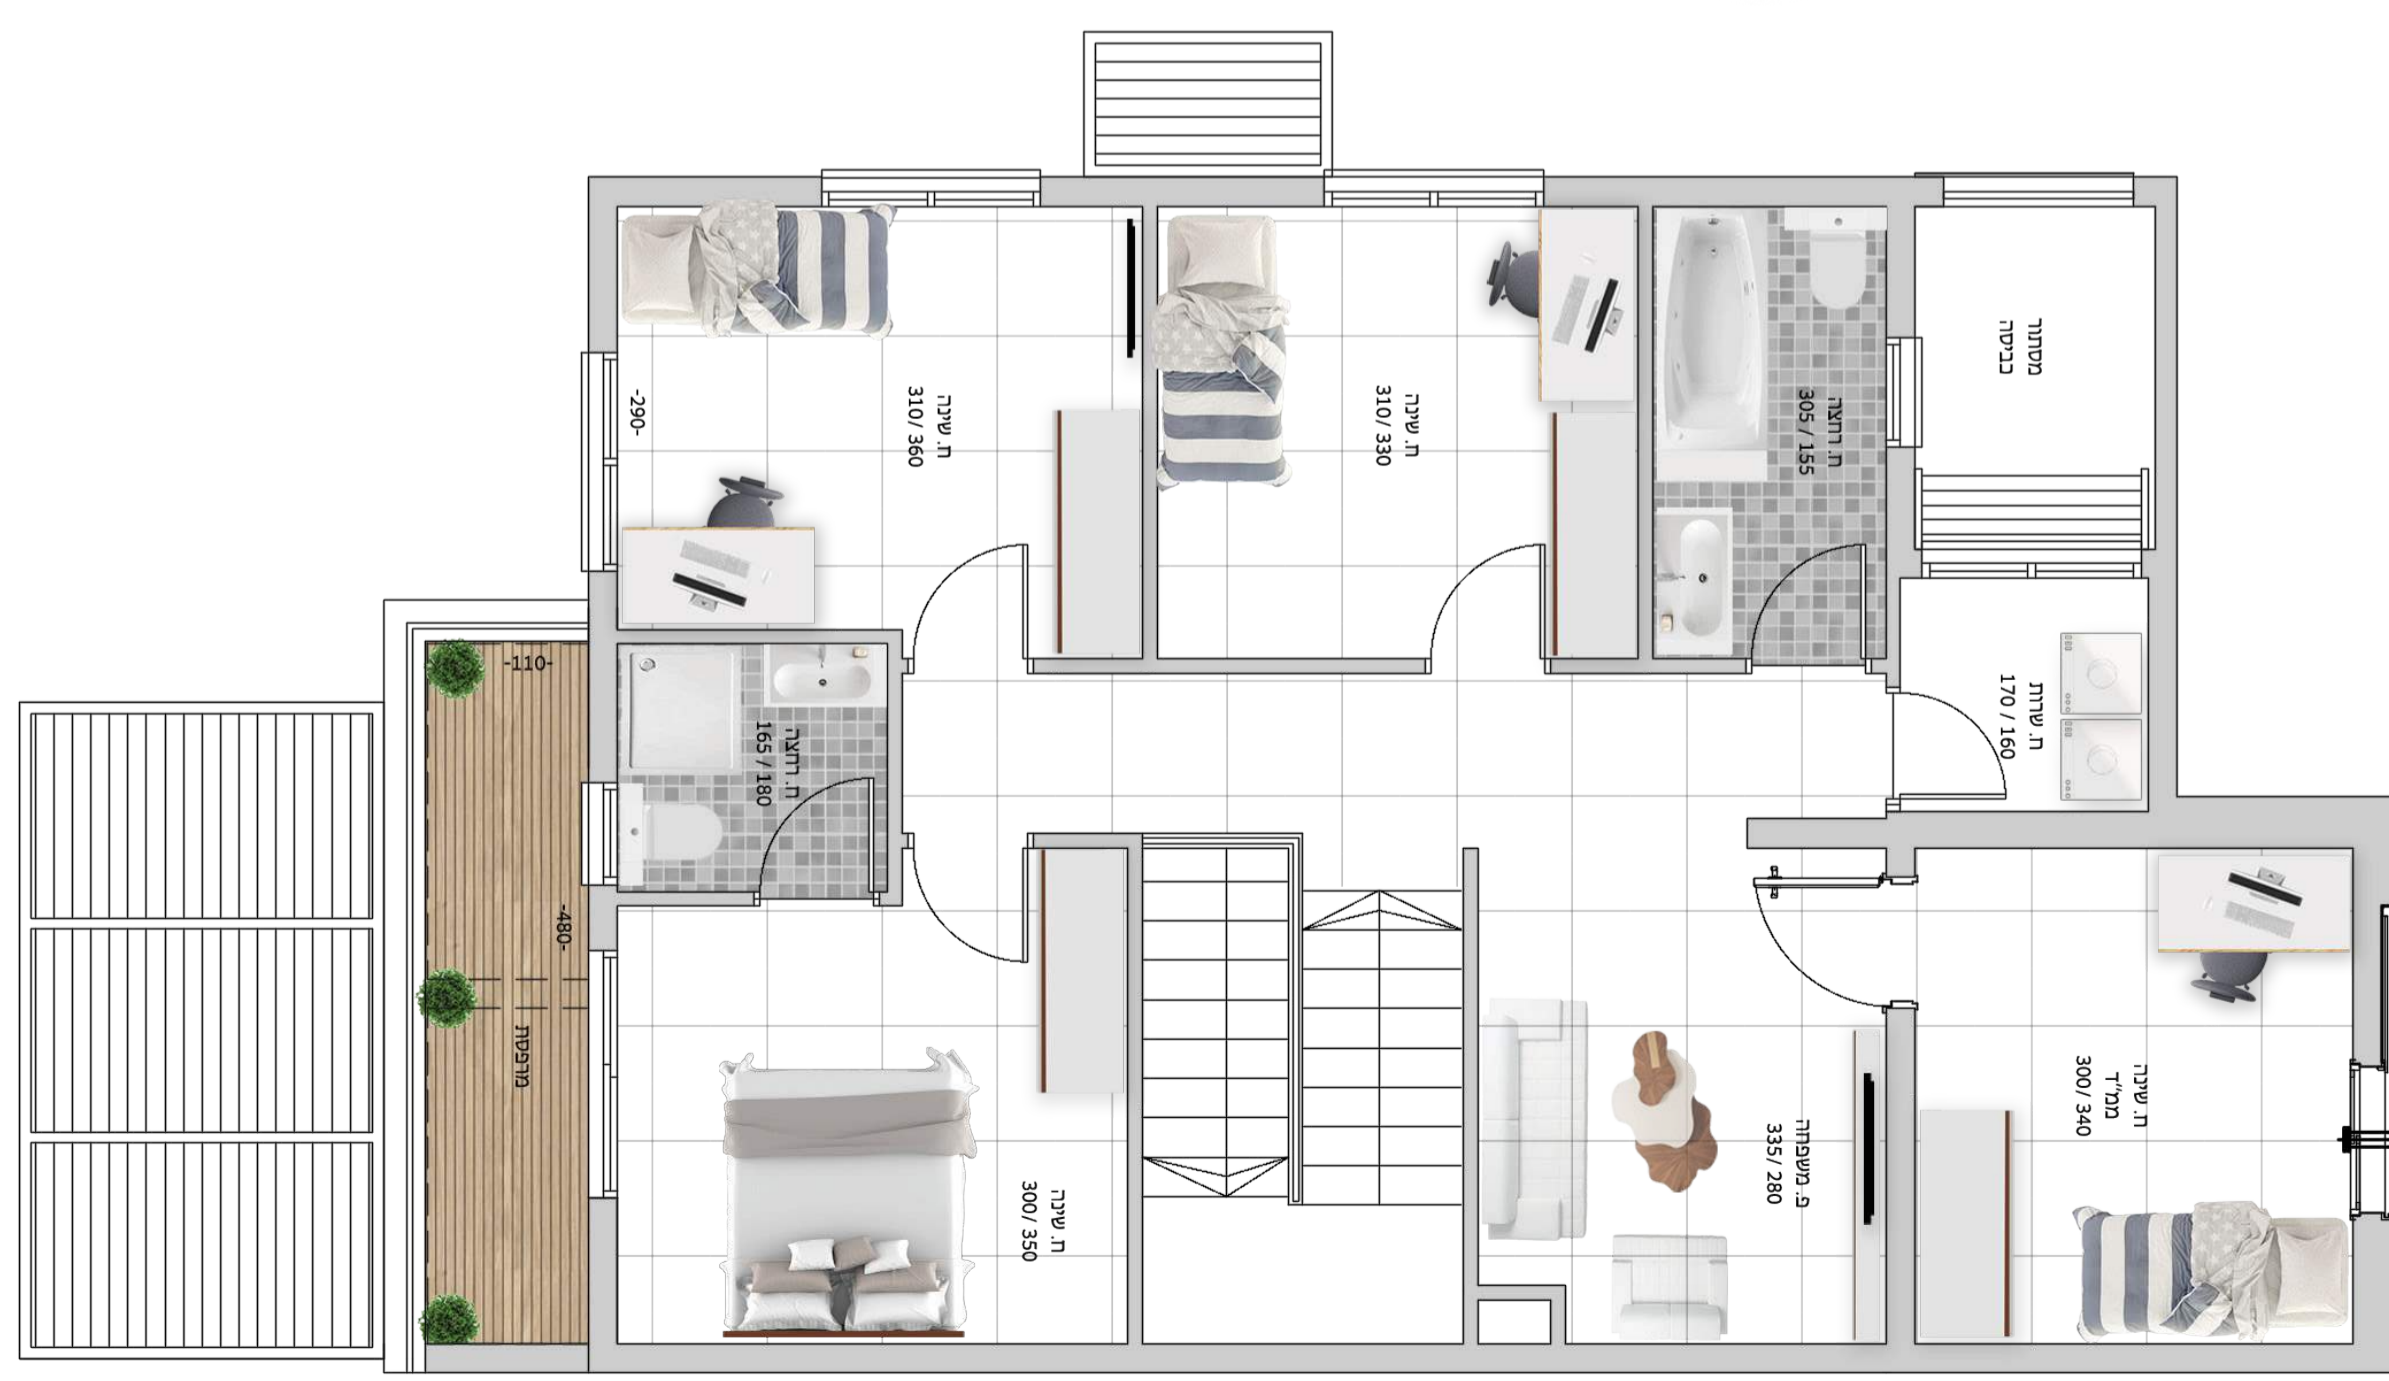 ח. שינה
310/ 360
-290-
ח. שינה
310/ 330
ח. רחצה
305 / 155
מסתור
כביסה
ח. שרות
170 / 160
-110-
ח. רחצה
165 / 180
-480-
מרפסת
ח. שינה
300/ 350
פ. משפחה
335/ 280
ח. שינה
ממ״ד
300/ 340